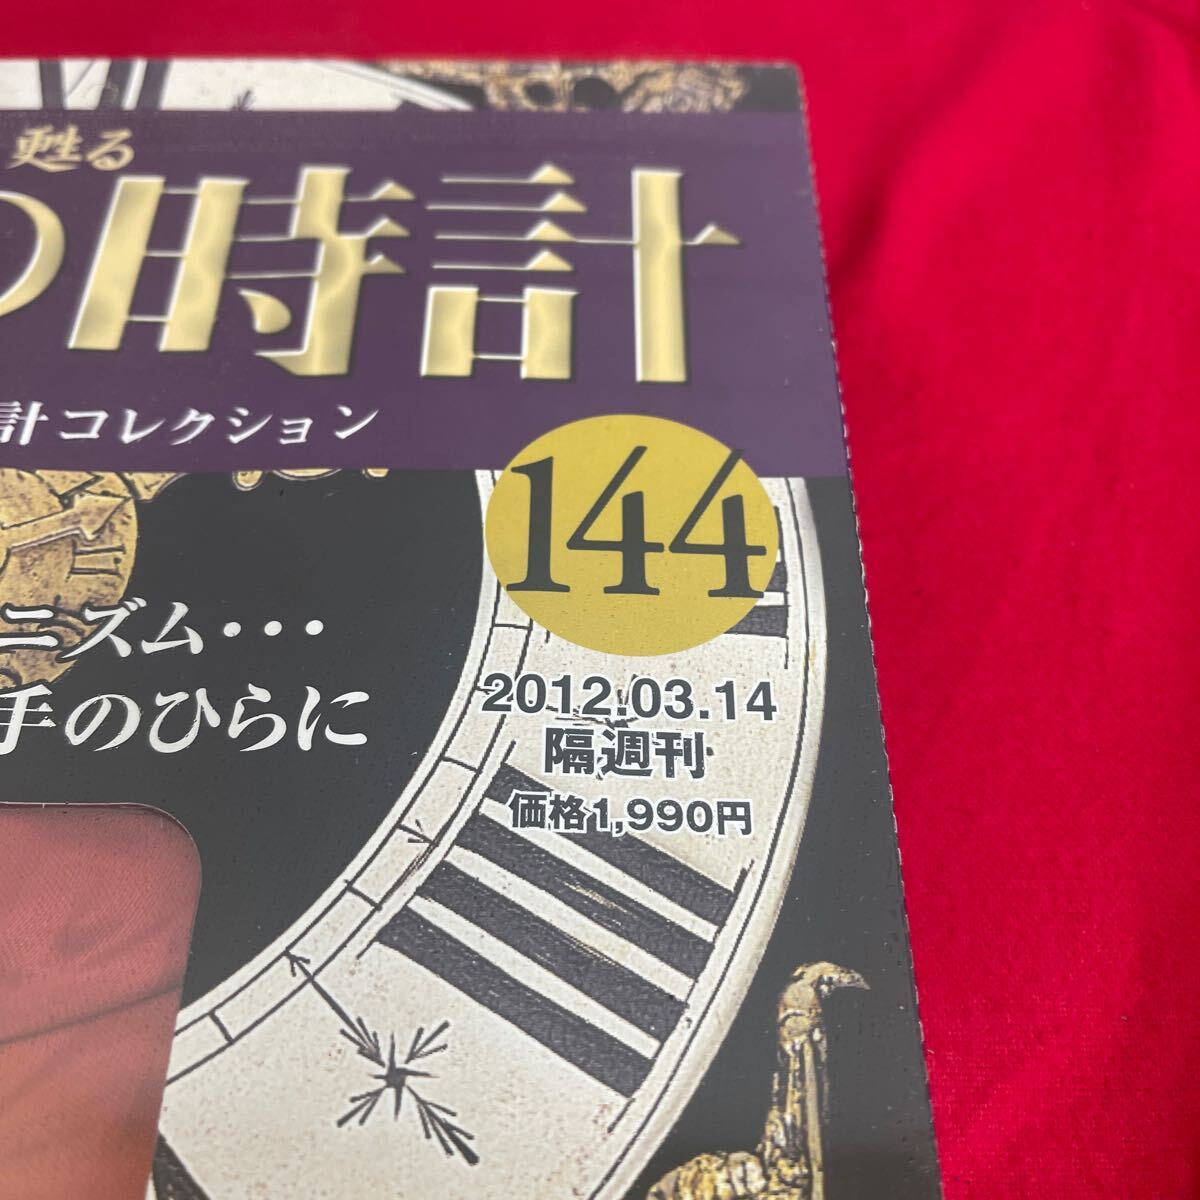 甦る
の時計
計コレクション
144
ニズム・・・
手のひらに
2012.03.14
隔週刊
価格1,990円